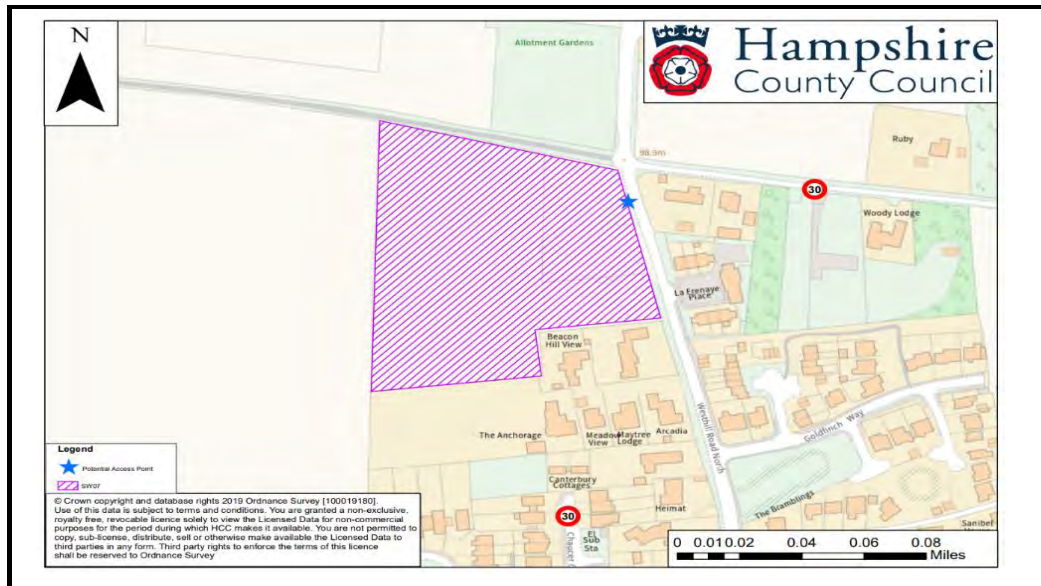 N
Allotment Gardens
Hampshire
County Council
98.9m
Ruby
30
Woody Lodge
La Frenaye
Place
Beacon
Hill View
Westhill Road North
Goldfinch Way
The Anchorage
Meadow
View
Maytree
Lodge
Arcadia
Canterbury
Cottages
Heimat
The Bramblings
30
El
Sub
Sta
Chaucer
Sanibel
Legend
Potential Access Point
SW07
© Crown copyright and database rights 2019 Ordnance Survey [100019180].
Use of this data is subject to terms and conditions. You are granted a non-exclusive,
royalty free, revocable licence solely to view the Licensed Data for non-commercial
purposes for the period during which HCC makes it available. You are not permitted to
copy, sub-license, distribute, sell or otherwise make available the Licensed Data to
third parties in any form. Third party rights to enforce the terms of this licence
shall be reserved to Ordnance Survey
0 0.01 0.02 0.04 0.06 0.08
Miles